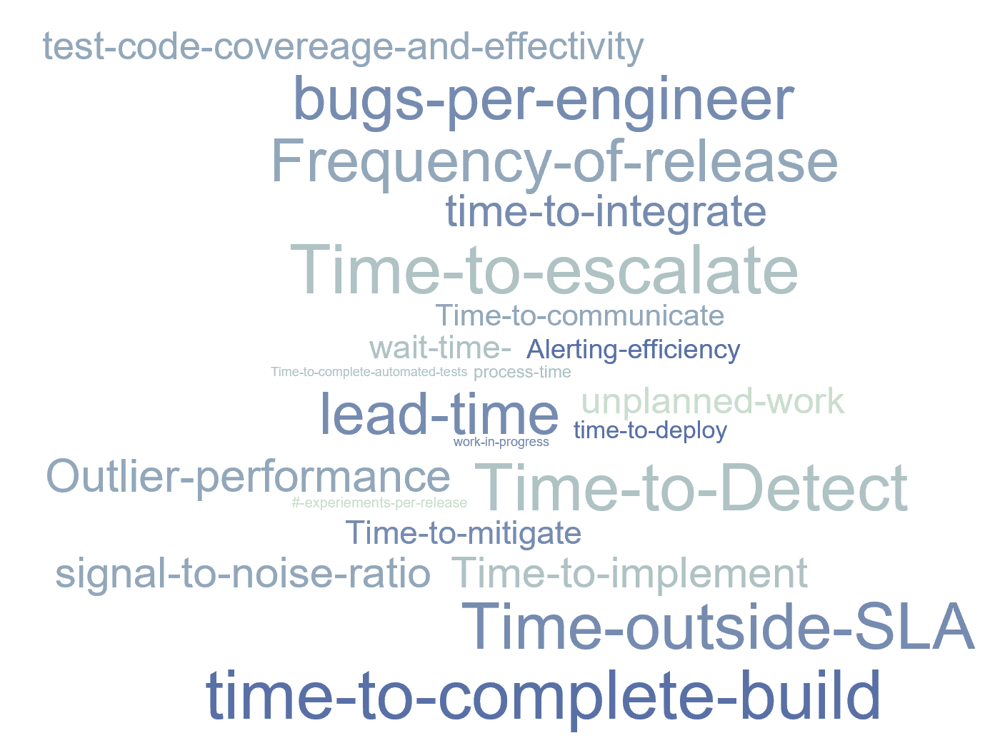 test-code-covereage-and-effectivity
bugs-per-engineer
Frequency-of-release
time-to-integrate
Time-to-escalate
Time-to-communicate
wait-time- Alerting-efficiency
Time-to-complete-automated-tests process-time
lead-time unplanned-work
time-to-deploy
work-in-progress
Outlier-performance Time-to-Detect
#-experiements-per-release
Time-to-mitigate
signal-to-noise-ratio Time-to-implement
Time-outside-SLA
time-to-complete-build